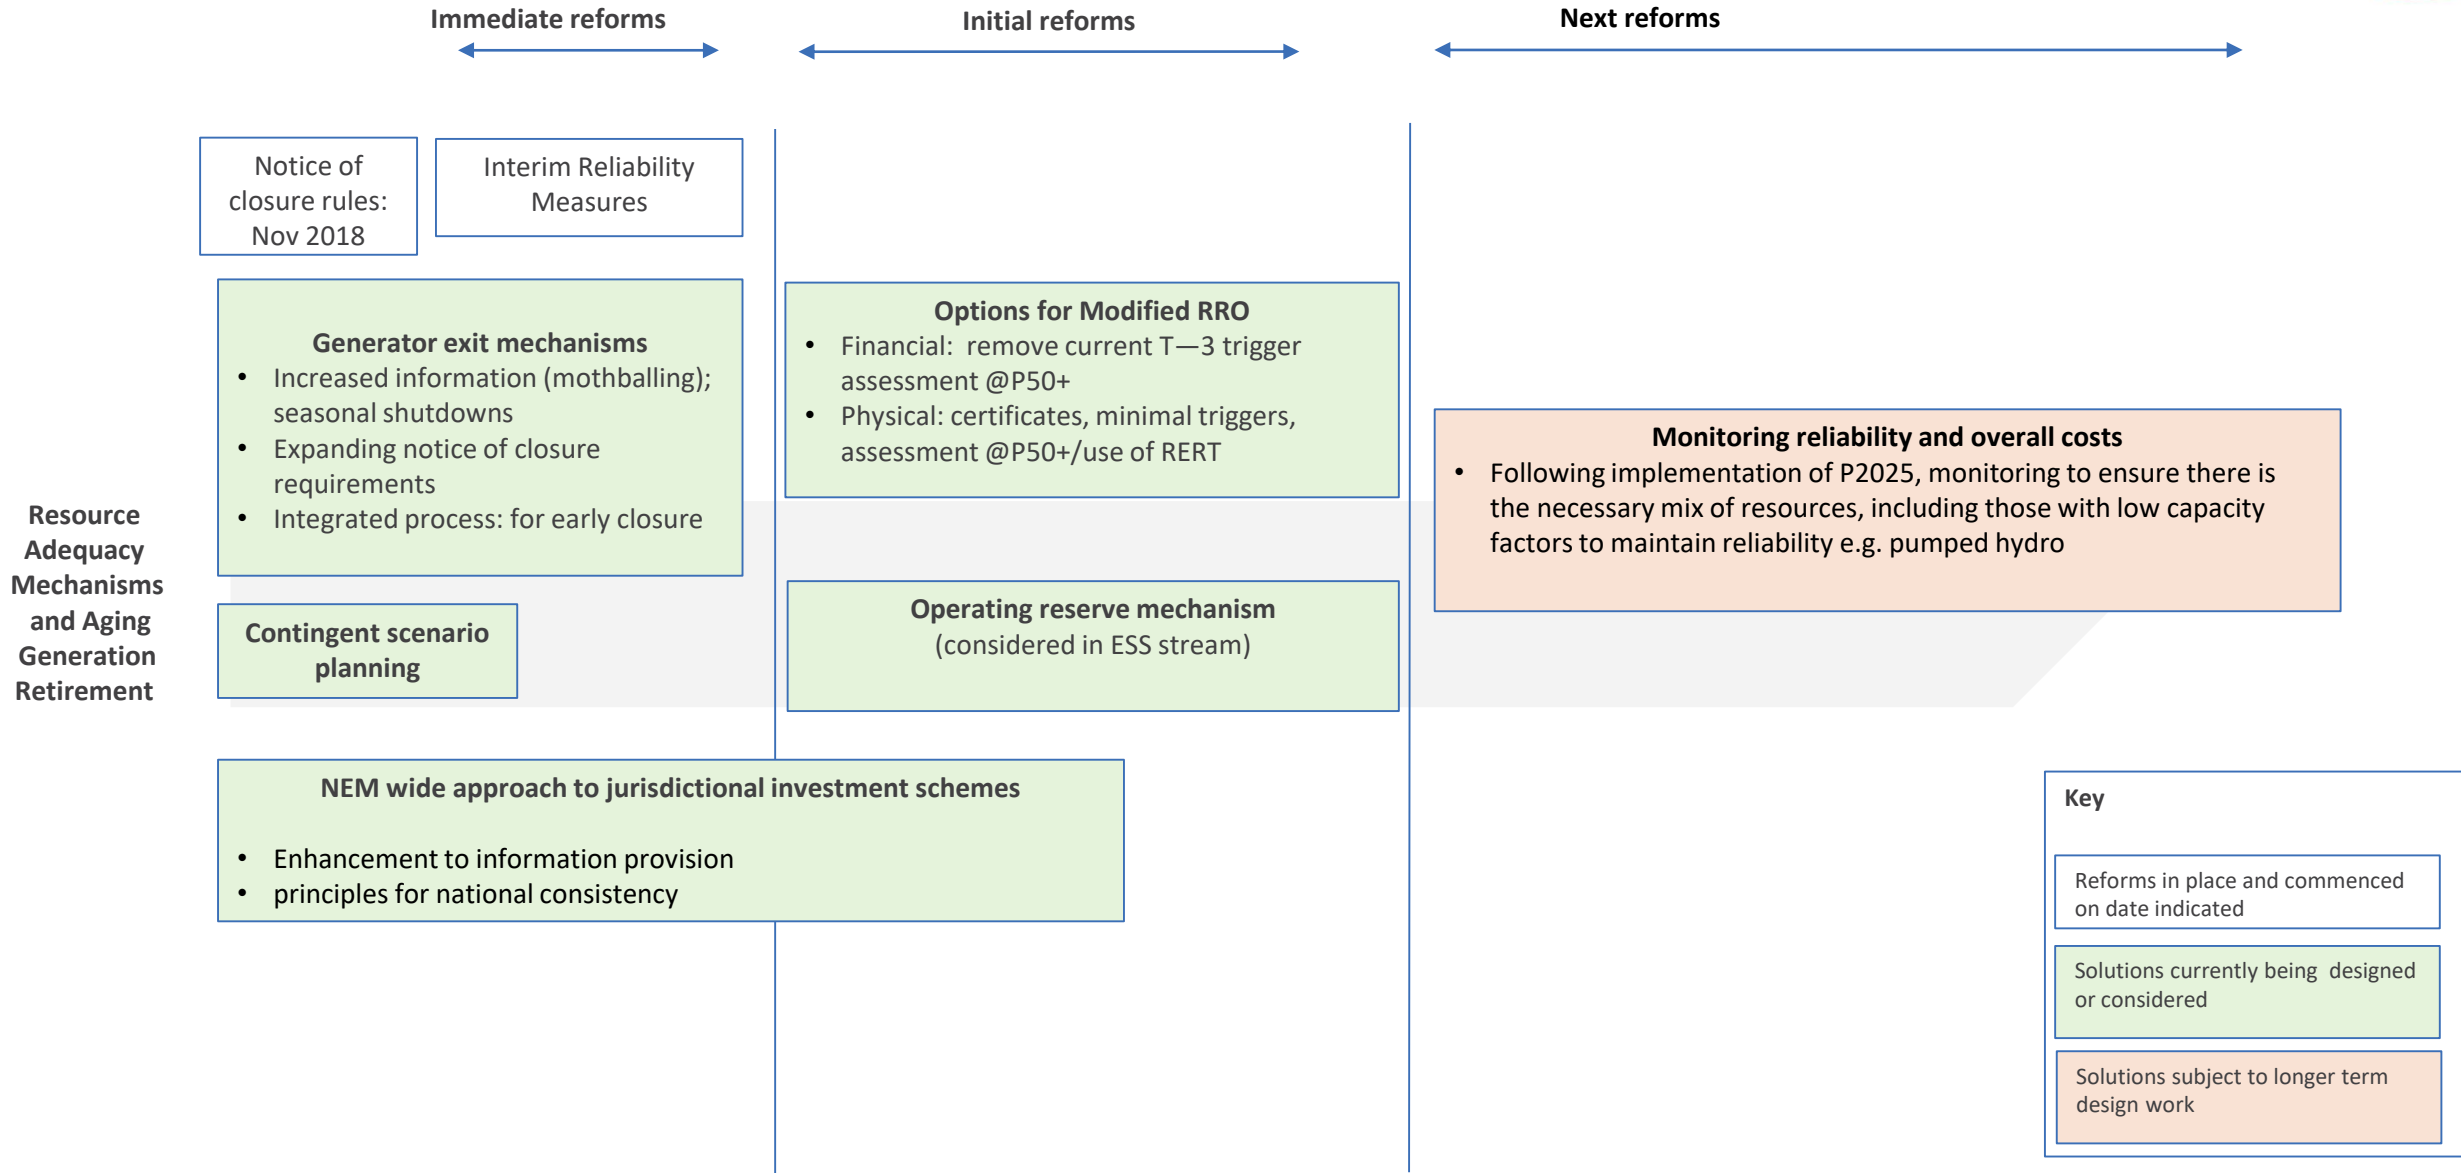 Immediate reforms
Initial reforms
Next reforms
Notice of
closure rules:
Nov 2018
Interim Reliability
Measures
Generator exit mechanisms
• Increased information (mothballing);
seasonal shutdowns
• Expanding notice of closure
requirements
• Integrated process: for early closure
Options for Modified RRO
• Financial:  remove current T—3 trigger
assessment @P50+
• Physical: certificates, minimal triggers,
assessment @P50+/use of RERT
Monitoring reliability and overall costs
• Following implementation of P2025, monitoring to ensure there is
the necessary mix of resources, including those with low capacity
factors to maintain reliability e.g. pumped hydro
Resource
Adequacy
Mechanisms
and Aging
Generation
Retirement
Contingent scenario
planning
Operating reserve mechanism
(considered in ESS stream)
NEM wide approach to jurisdictional investment schemes
• Enhancement to information provision
• principles for national consistency
Key
Reforms in place and commenced
on date indicated
Solutions currently being  designed
or considered
Solutions subject to longer term
design work